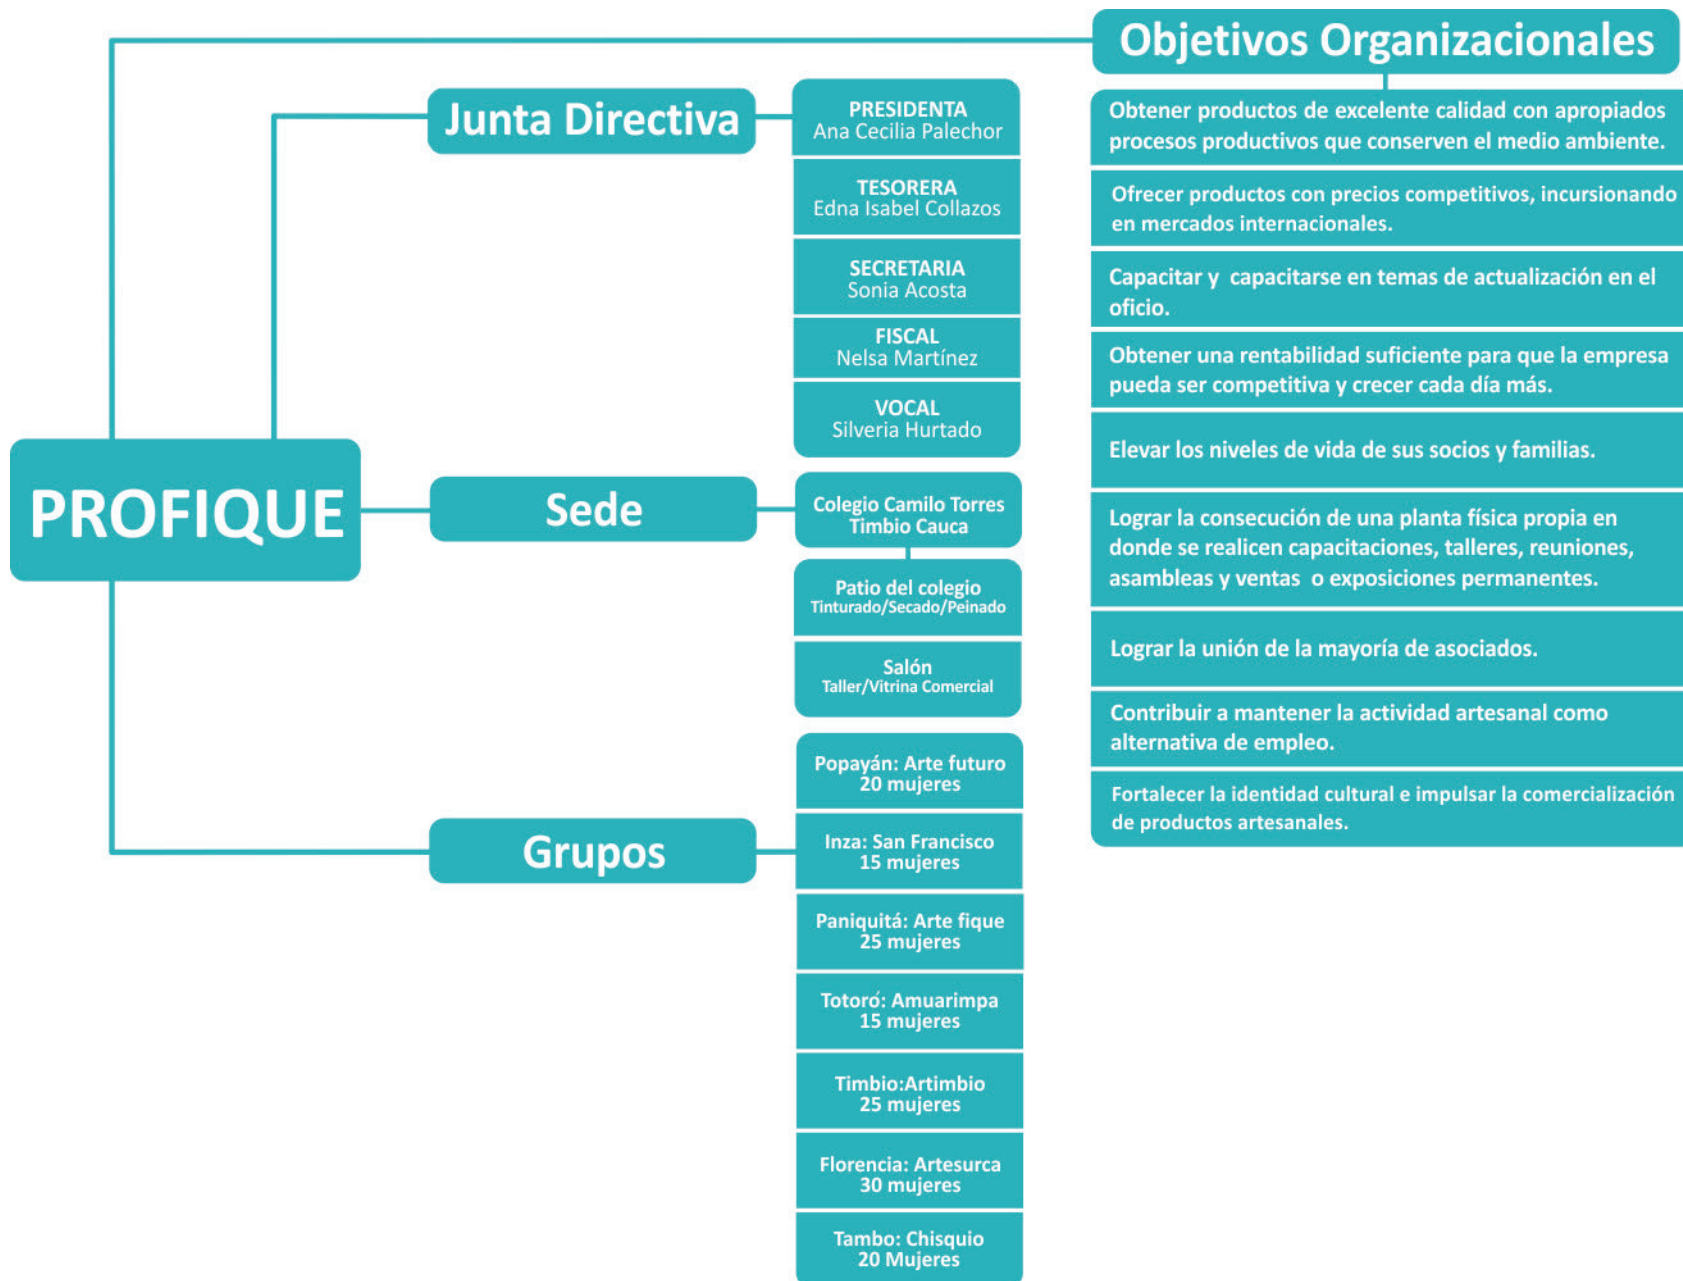 PROFIQUE
Junta Directiva
PRESIDENTA
Ana Cecilia Palechor
TESORERA
Edna Isabel Collazos
SECRETARIA
Sonia Acosta
FISCAL
Nelsa Martínez
VOCAL
Silveria Hurtado
Sede
Colegio Camilo Torres
Timbio Cauca
Patio del colegio
Tinturado/Secado/Peinado
Salón
Taller/Vitrina Comercial
Grupos
Popayán: Arte futuro
20 mujeres
Inza: San Francisco
15 mujeres
Paniquitá: Arte fique
25 mujeres
Totoró: Amuarimpa
15 mujeres
Timbio:Artimbio
25 mujeres
Florencia: Artesurca
30 mujeres
Tambo: Chisquio
20 Mujeres
Objetivos Organizacionales
Obtener productos de excelente calidad con apropiados
procesos productivos que conserven el medio ambiente.
Ofrecer productos con precios competitivos, incursionando
en mercados internacionales.
Capacitar y capacitarse en temas de actualización en el
oficio.
Obtener una rentabilidad suficiente para que la empresa
pueda ser competitiva y crecer cada día más.
Elevar los niveles de vida de sus socios y familias.
Lograr la consecución de una planta física propia en
donde se realicen capacitaciones, talleres, reuniones,
asambleas y ventas o exposiciones permanentes.
Lograr la unión de la mayoría de asociados.
Contribuir a mantener la actividad artesanal como
alternativa de empleo.
Fortalecer la identidad cultural e impulsar la comercialización
de productos artesanales.